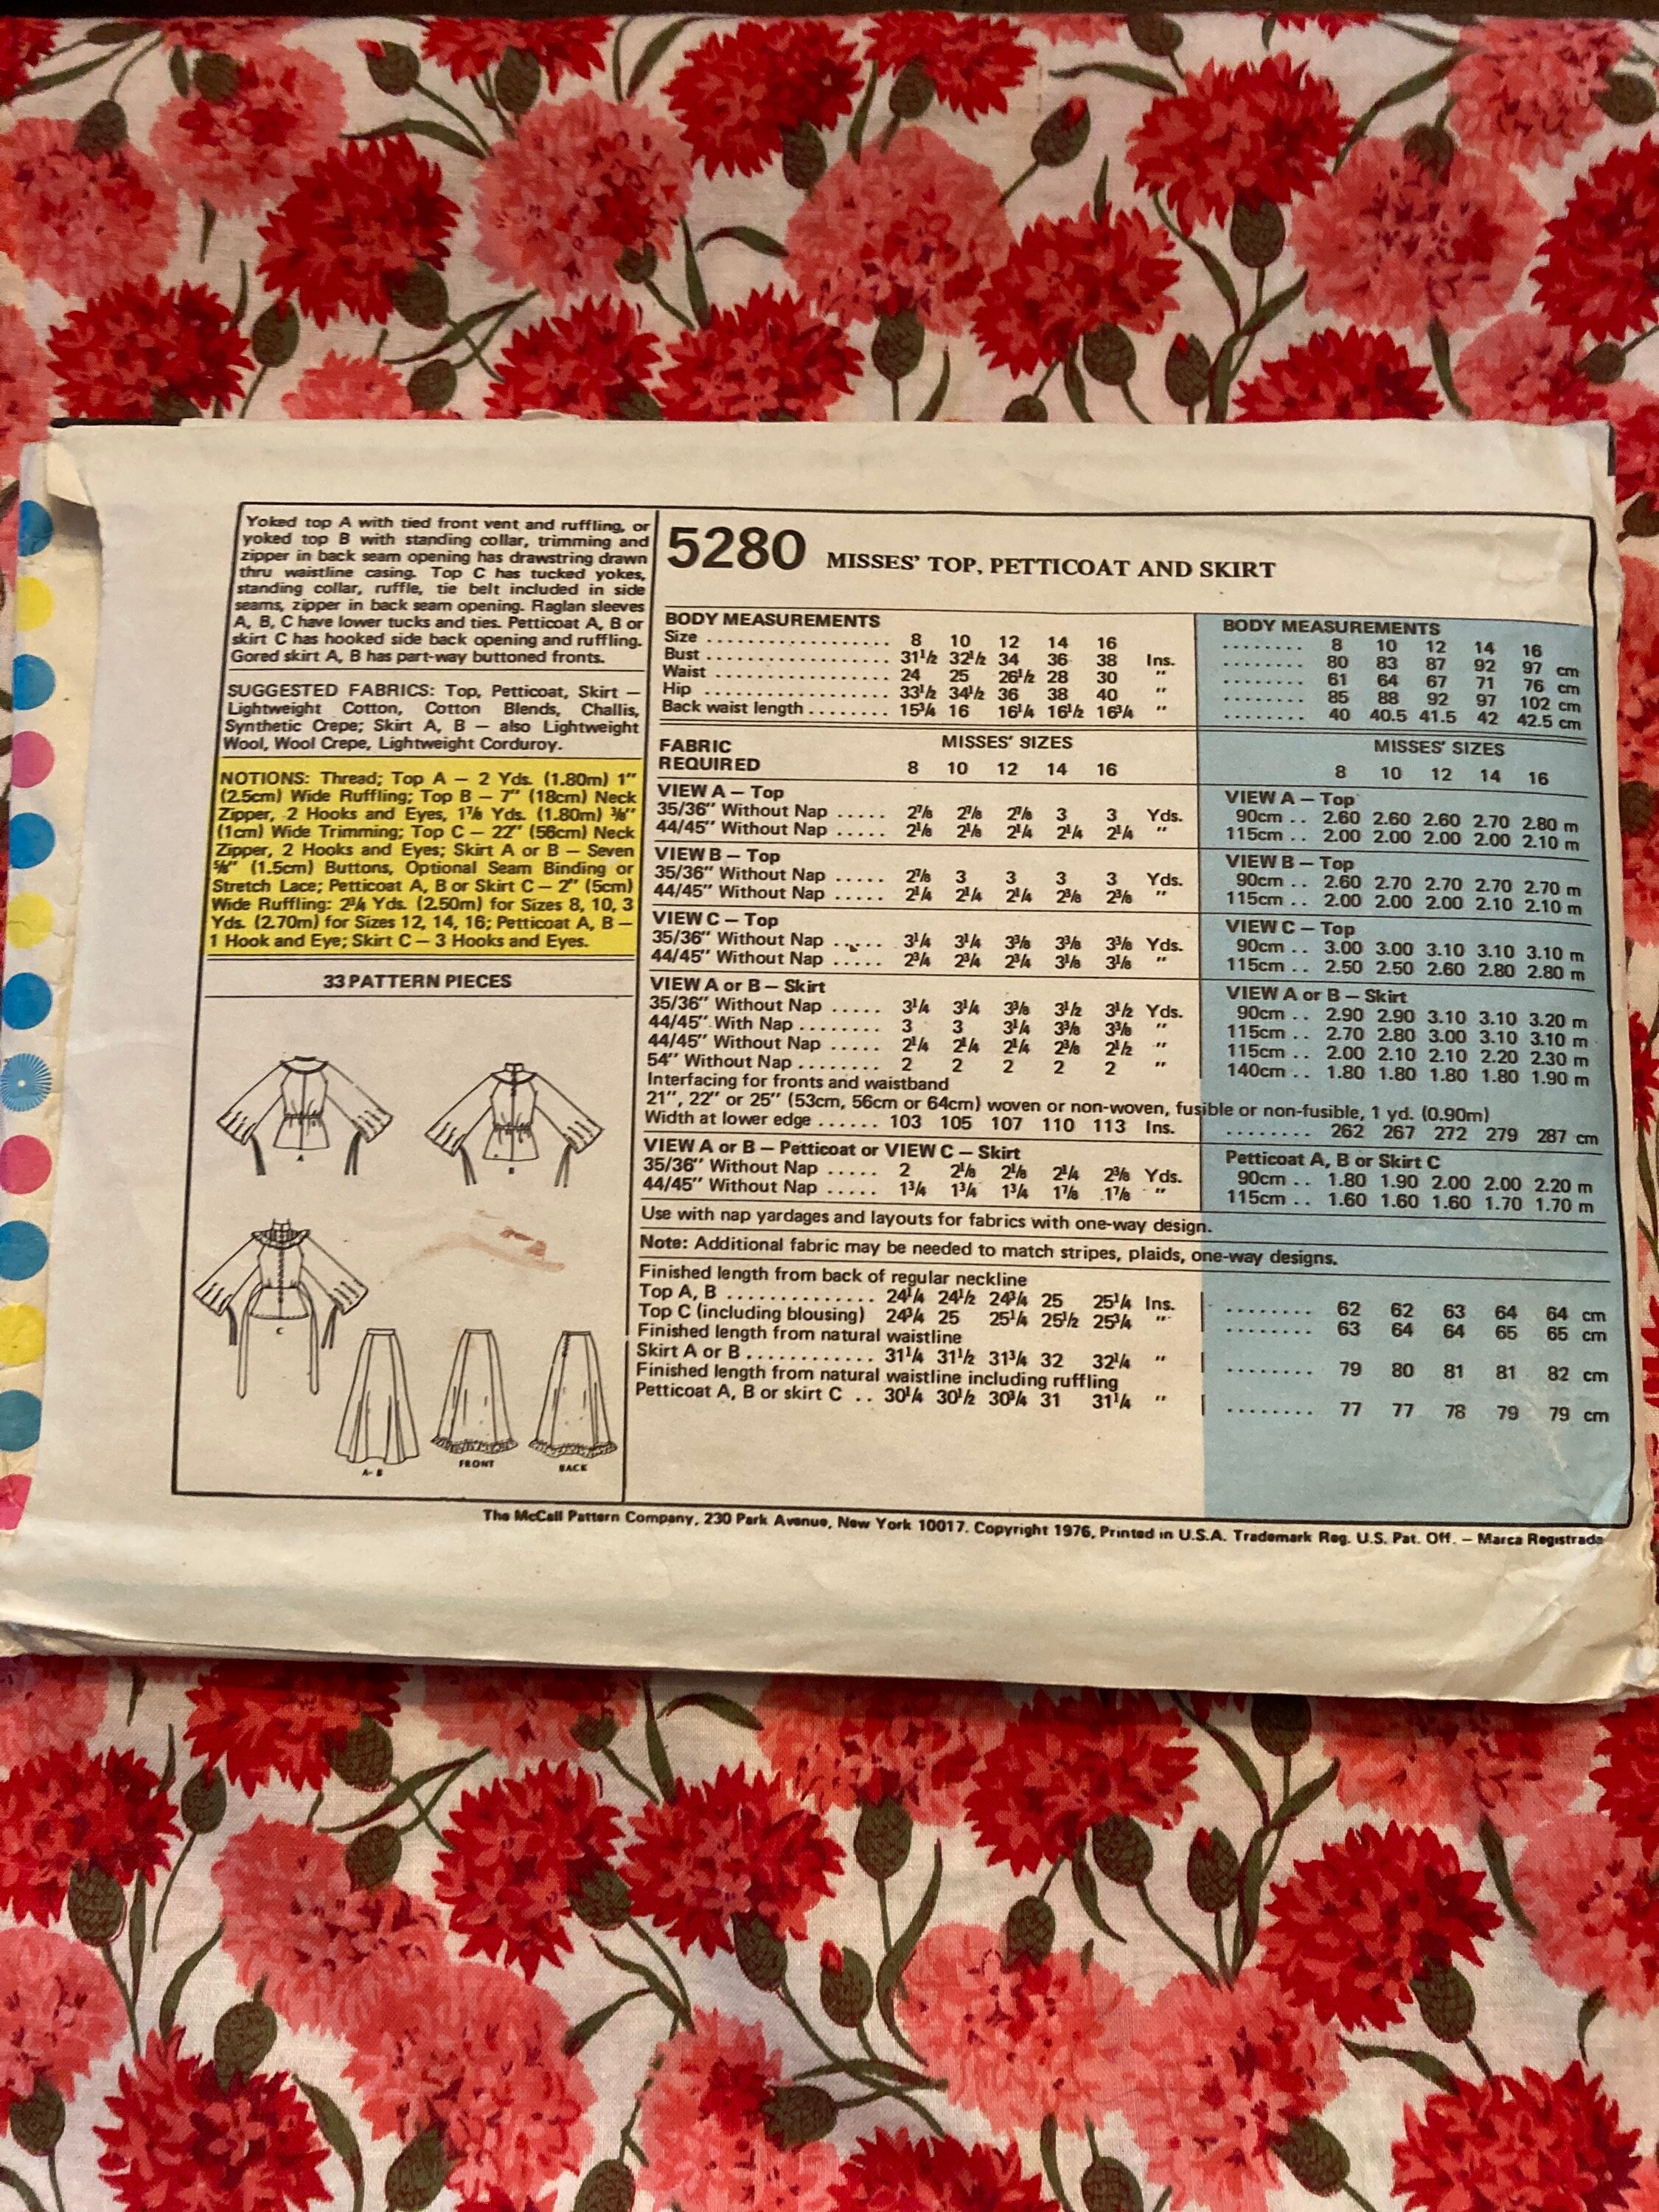 Yoked top A with tied front vent and ruffling, or
yoked top B with standing collar, trimming and
zipper in back seam opening has drawstring drawn
thru waistline casing. Top C has tucked yokes,
standing collar, ruffle, tie belt included in side
seams, zipper in back seam opening. Raglan sleeves
A, B, C have lower tucks and ties. Petticoat A, B or
skirt C has hooked side back opening and ruffling.
Gored skirt A, B has part-way buttoned fronts.
SUGGESTED FABRICS: Top, Petticoat, Skirt —
Lightweight Cotton, Cotton Blends, Challis,
Synthetic Crepe; Skirt A, B — also Lightweight
Wool, Wool Crepe, Lightweight Corduroy.
NOTIONS: Thread; Top A — 2 Yds. (1.80m) 1"
(2.5cm) Wide Ruffling; Top B — 7" (18cm) Neck
Zipper, 2 Hooks and Eyes, 1⅞ Yds. (1.80m) ⅜"
(1cm) Wide Trimming; Top C — 22" (56cm) Neck
Zipper, 2 Hooks and Eyes; Skirt A or B — Seven
⅝" (1.5cm) Buttons, Optional Seam Binding or
Stretch Lace; Petticoat A, B or Skirt C — 2" (5cm)
Wide Ruffling: 2¾ Yds. (2.50m) for Sizes 8, 10, 3
Yds. (2.70m) for Sizes 12, 14, 16; Petticoat A, B —
1 Hook and Eye; Skirt C — 3 Hooks and Eyes.
33 PATTERN PIECES
A
B
C
A-B
FRONT
BACK
5280 MISSES' TOP, PETTICOAT AND SKIRT
BODY MEASUREMENTS
Size .................... 8 10 12 14 16
Bust .................... 31½ 32½ 34 36 38 Ins.
Waist .................... 24 25 26½ 28 30 "
Hip .................... 33½ 34½ 36 38 40 "
Back waist length ........ 15¾ 16 16¼ 16½ 16¾ "
FABRIC REQUIRED MISSES' SIZES
8 10 12 14 16
VIEW A — Top
35/36" Without Nap ..... 2⅞ 2⅞ 2⅞ 3 3 Yds.
44/45" Without Nap ..... 2⅛ 2⅛ 2¼ 2¼ 2¼ "
VIEW B — Top
35/36" Without Nap ..... 2⅞ 3 3 3 3 Yds.
44/45" Without Nap ..... 2¼ 2¼ 2¼ 2⅜ 2⅜ "
VIEW C — Top
35/36" Without Nap ..... 3¼ 3¼ 3⅜ 3⅜ 3⅜ Yds.
44/45" Without Nap ..... 2¾ 2¾ 2¾ 3⅛ 3⅛ "
VIEW A or B — Skirt
35/36" Without Nap ..... 3¼ 3¼ 3⅜ 3½ 3½ Yds.
44/45" With Nap ........ 3 3 3¼ 3⅜ 3⅜ "
44/45" Without Nap ..... 2¼ 2¼ 2¼ 2⅜ 2½ "
54" Without Nap ........ 2 2 2 2 2 "
Interfacing for fronts and waistband
21", 22" or 25" (53cm, 56cm or 64cm) woven or non-woven, fusible or non-fusible, 1 yd. (0.90m)
Width at lower edge ...... 103 105 107 110 113 Ins.
VIEW A or B — Petticoat or VIEW C — Skirt
35/36" Without Nap ..... 2 2⅛ 2⅛ 2¼ 2⅜ Yds.
44/45" Without Nap ..... 1¾ 1¾ 1¾ 1⅞ 1⅞ "
Use with nap yardages and layouts for fabrics with one-way design.
Note: Additional fabric may be needed to match stripes, plaids, one-way designs.
Finished length from back of regular neckline
Top A, B .............. 24¼ 24½ 24¾ 25 25¼ Ins.
Top C (including blousing) 24¾ 25 25¼ 25½ 25¾ "
Finished length from natural waistline
Skirt A or B ............ 31¼ 31½ 31¾ 32 32¼ "
Finished length from natural waistline including ruffling
Petticoat A, B or skirt C .. 30¼ 30½ 30¾ 31 31¼ "
BODY MEASUREMENTS
........ 8 10 12 14 16
........ 80 83 87 92 97 cm
........ 61 64 67 71 76 cm
........ 85 88 92 97 102 cm
........ 40 40.5 41.5 42 42.5 cm
MISSES' SIZES
8 10 12 14 16
VIEW A — Top
90cm .. 2.60 2.60 2.60 2.70 2.80 m
115cm .. 2.00 2.00 2.00 2.00 2.10 m
VIEW B — Top
90cm .. 2.60 2.70 2.70 2.70 2.70 m
115cm .. 2.00 2.00 2.00 2.10 2.10 m
VIEW C — Top
90cm .. 3.00 3.00 3.10 3.10 3.10 m
115cm .. 2.50 2.50 2.60 2.80 2.80 m
VIEW A or B — Skirt
90cm .. 2.90 2.90 3.10 3.10 3.20 m
115cm .. 2.70 2.80 3.00 3.10 3.10 m
115cm .. 2.00 2.10 2.10 2.20 2.30 m
140cm .. 1.80 1.80 1.80 1.80 1.90 m
........ 262 267 272 279 287 cm
Petticoat A, B or Skirt C
90cm .. 1.80 1.90 2.00 2.00 2.20 m
115cm .. 1.60 1.60 1.60 1.70 1.70 m
........ 62 62 63 64 64 cm
........ 63 64 64 65 65 cm
........ 79 80 81 81 82 cm
........ 77 77 78 79 79 cm
The McCall Pattern Company, 230 Park Avenue, New York 10017. Copyright 1976, Printed in U.S.A. Trademark Reg. U.S. Pat. Off. — Marca Registrada